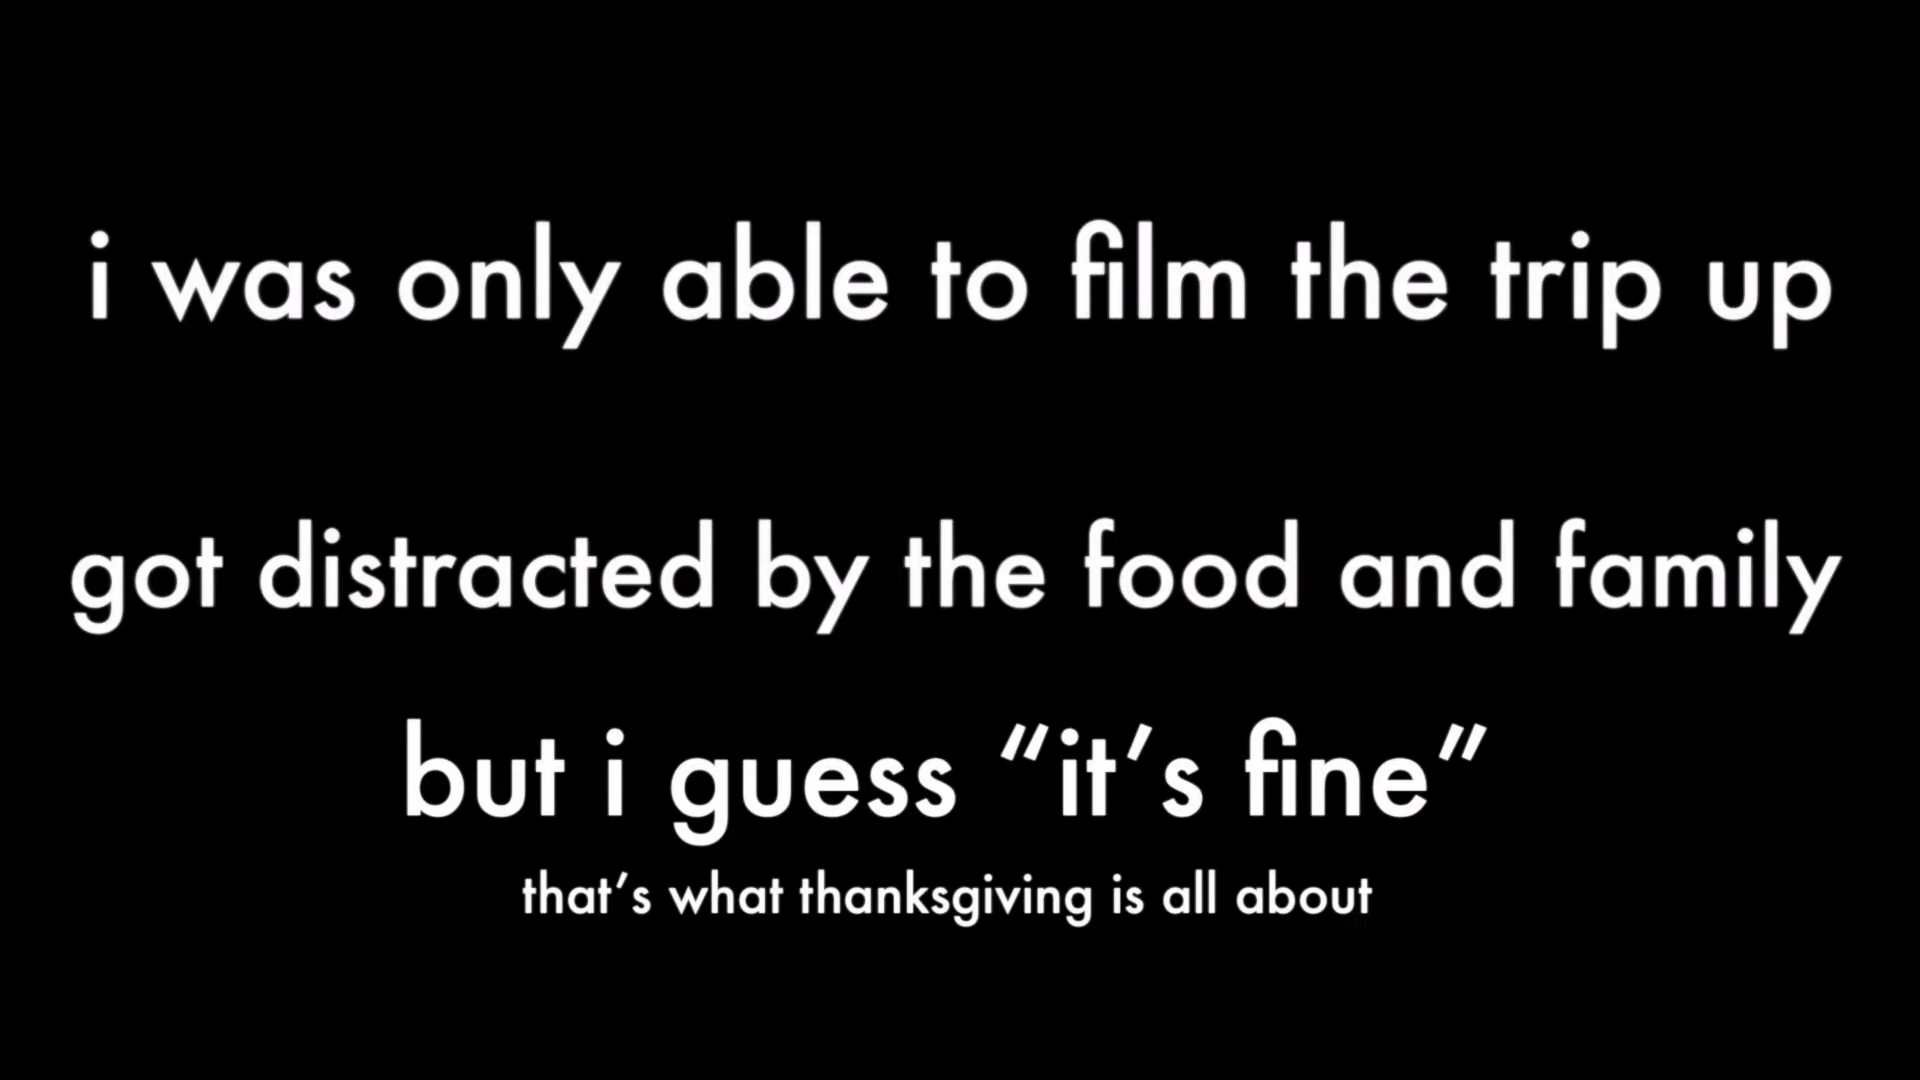 i was only able to film the trip up
got distracted by the food and family
but i guess “it’s fine”
that’s what thanksgiving is all about